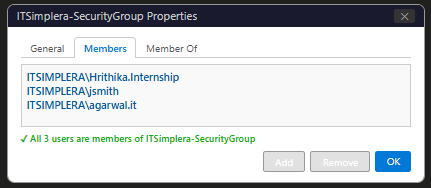 ITSimplera-SecurityGroup Properties
General Members Member Of
ITSIMPLERA\Hrithika.Internship
ITSIMPLERA\jsmith
ITSIMPLERA\agarwal.it
✓ All 3 users are members of ITSimplera-SecurityGroup
Add Remove OK